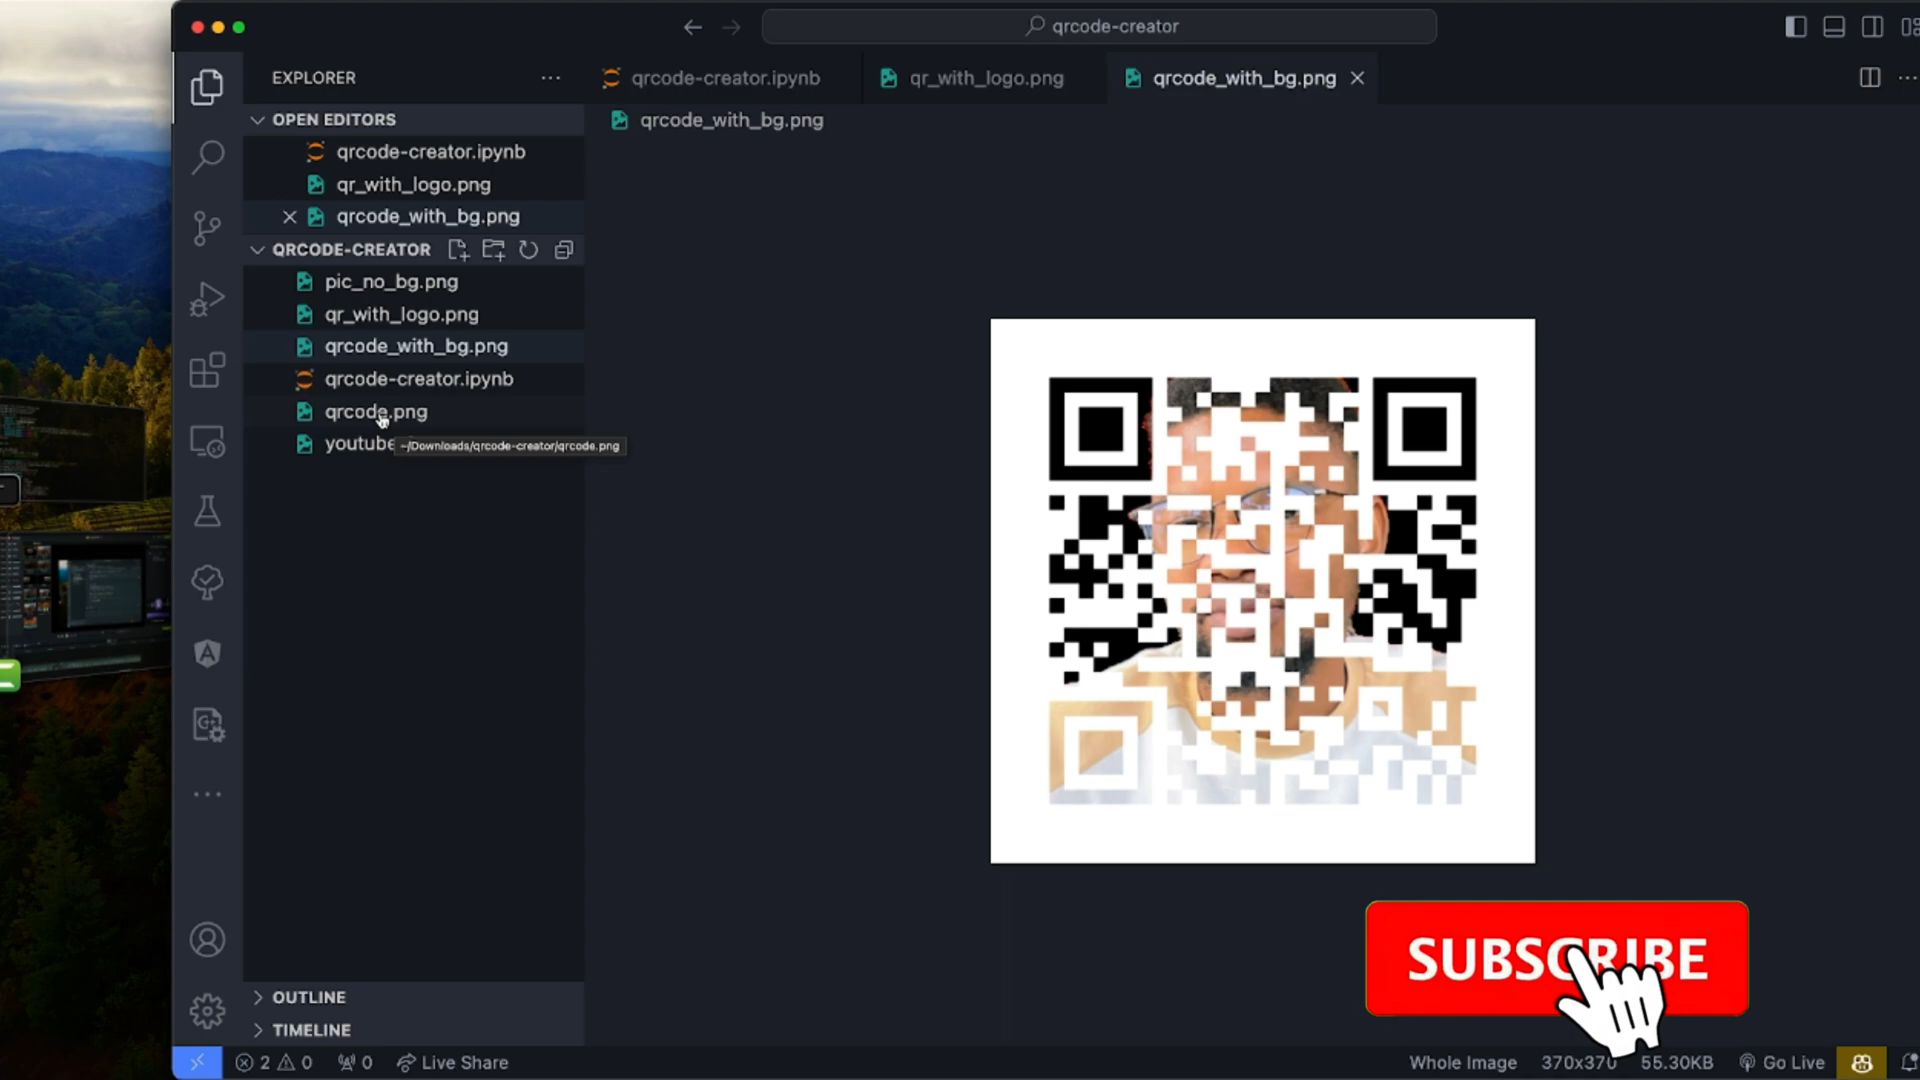 qrcode-creator
EXPLORER
qrcode-creator.ipynb
qr_with_logo.png
qrcode_with_bg.png
OPEN EDITORS
qrcode_with_bg.png
qrcode-creator.ipynb
qr_with_logo.png
qrcode_with_bg.png
QRCODE-CREATOR
pic_no_bg.png
qr_with_logo.png
qrcode_with_bg.png
qrcode-creator.ipynb
qrcode.png
youtube
~/Downloads/qrcode-creator/qrcode.png
SUBSCRIBE
OUTLINE
TIMELINE
2 0 0 Live Share Whole Image 370x370 55.30KB Go Live